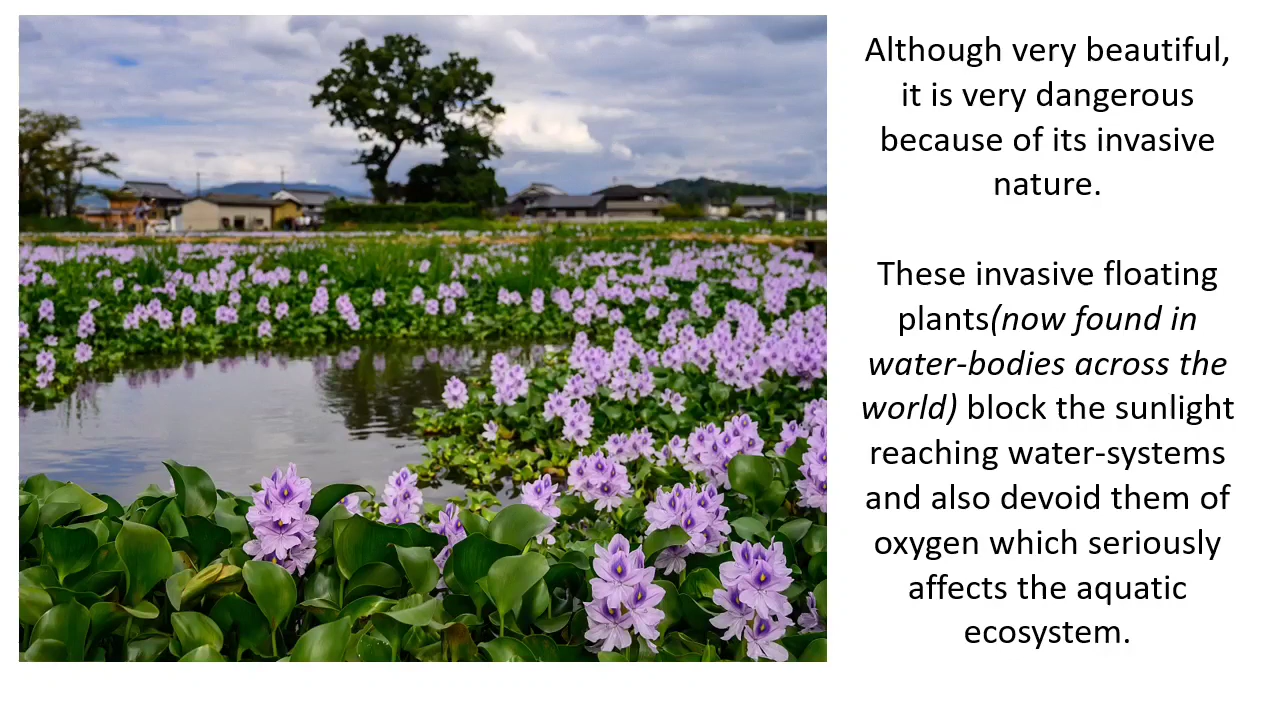 Although very beautiful,
it is very dangerous
because of its invasive
nature.
These invasive floating
plants(now found in
water-bodies across the
world) block the sunlight
reaching water-systems
and also devoid them of
oxygen which seriously
affects the aquatic
ecosystem.